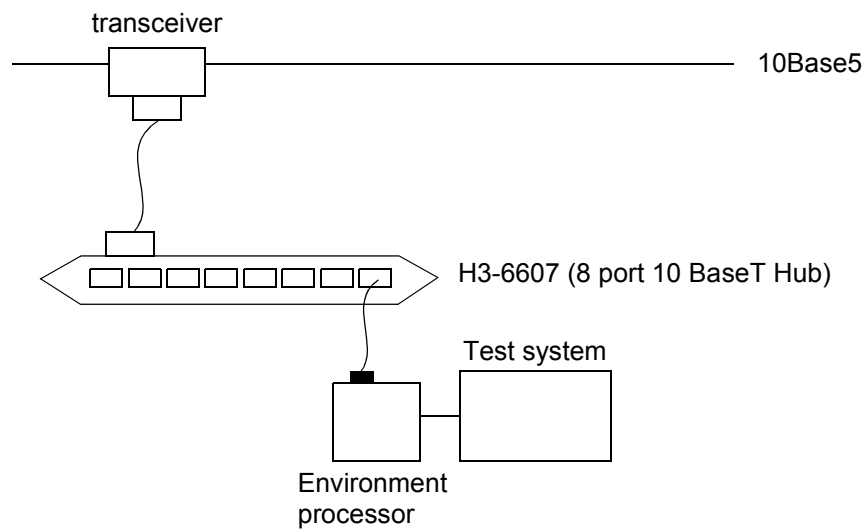 transceiver
10Base5
H3-6607 (8 port 10 BaseT Hub)
Test system
Environment
processor